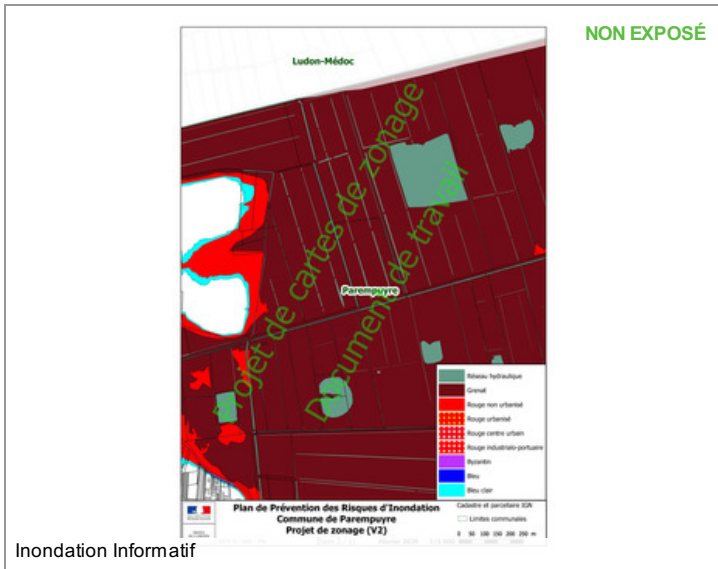 NON EXPOSÉ
Ludon-Médoc
Projet de cartes de zonage
Document de travail
Parempuyre
Réseau hydraulique
Grenat
Rouge non urbanisé
Rouge urbanisé
Rouge centre urbain
Rouge industrialo-portuaire
Byzantin
Bleu
Bleu clair
Plan de Prévention des Risques d'Inondation
Commune de Parempuyre
Projet de zonage (V2)
Cadastre et parcellaire IGN
Limites communales
0 50 100 150 200 250 m
Inondation Informatif